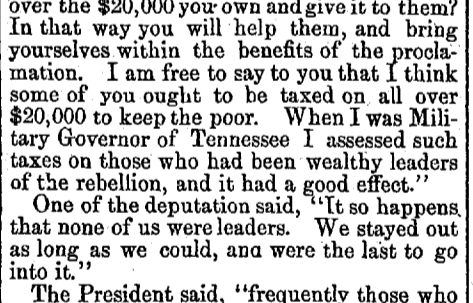 over the $20,000 you own and give it to them?
In that way you will help them, and bring
yourselves within the benefits of the procla-
mation. I am free to say to you that I think
some of you ought to be taxed on all over
$20,000 to keep the poor. When I was Mili-
tary Governor of Tennessee I assessed such
taxes on those who had been wealthy leaders
of the rebellion, and it had a good effect."
One of the deputation said, "It so happens
that none of us were leaders. We stayed out
as long as we could, and were the last to go
into it."
The President said, "frequently those who